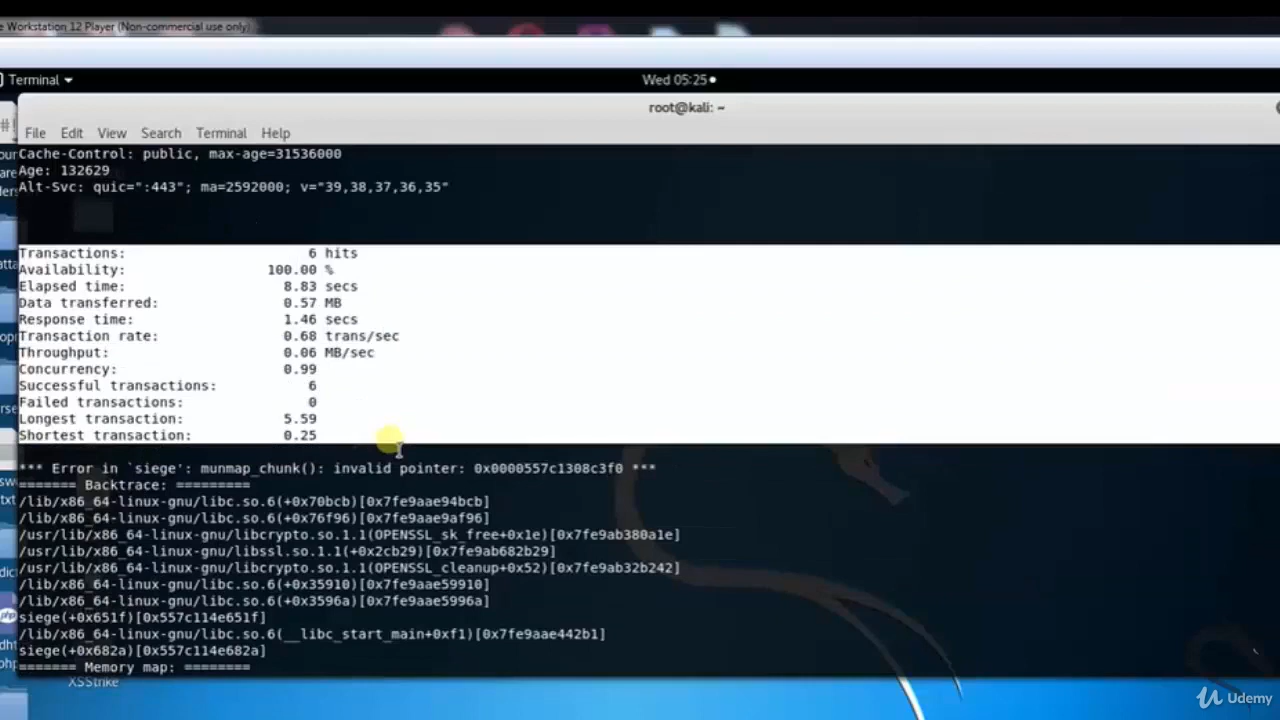 e Workstation 12 Player (Non-commercial use only)
Terminal
Wed 05:25
root@kali: ~
File Edit View Search Terminal Help
Cache-Control: public, max-age=31536000
Age: 132629
Alt-Svc: quic=":443"; ma=2592000; v="39,38,37,36,35"
Transactions: 6 hits
Availability: 100.00 %
Elapsed time: 8.83 secs
Data transferred: 0.57 MB
Response time: 1.46 secs
Transaction rate: 0.68 trans/sec
Throughput: 0.06 MB/sec
Concurrency: 0.99
Successful transactions: 6
Failed transactions: 0
Longest transaction: 5.59
Shortest transaction: 0.25
*** Error in `siege': munmap_chunk(): invalid pointer: 0x0000557c1308c3f0 ***
======= Backtrace: =========
/lib/x86_64-linux-gnu/libc.so.6(+0x70bcb)[0x7fe9aae94bcb]
/lib/x86_64-linux-gnu/libc.so.6(+0x76f96)[0x7fe9aae9af96]
/usr/lib/x86_64-linux-gnu/libcrypto.so.1.1(OPENSSL_sk_free+0x1e)[0x7fe9ab380a1e]
/usr/lib/x86_64-linux-gnu/libssl.so.1.1(+0x2cb29)[0x7fe9ab682b29]
/usr/lib/x86_64-linux-gnu/libcrypto.so.1.1(OPENSSL_cleanup+0x52)[0x7fe9ab32b242]
/lib/x86_64-linux-gnu/libc.so.6(+0x35910)[0x7fe9aae59910]
/lib/x86_64-linux-gnu/libc.so.6(+0x3596a)[0x7fe9aae5996a]
siege(+0x651f)[0x557c114e651f]
/lib/x86_64-linux-gnu/libc.so.6(__libc_start_main+0xf1)[0x7fe9aae442b1]
siege(+0x682a)[0x557c114e682a]
======= Memory map: ========
XSStrike
Udemy